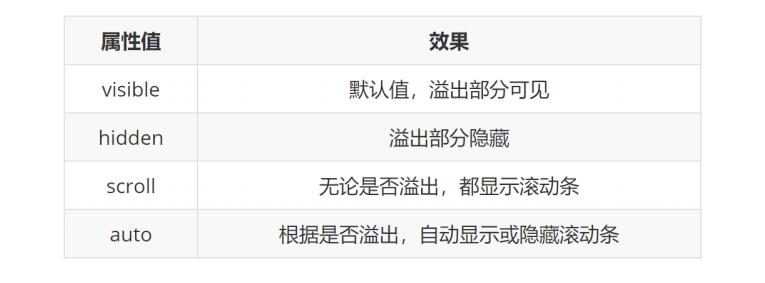 属性值 效果
visible 默认值，溢出部分可见
hidden 溢出部分隐藏
scroll 无论是否溢出，都显示滚动条
auto 根据是否溢出，自动显示或隐藏滚动条